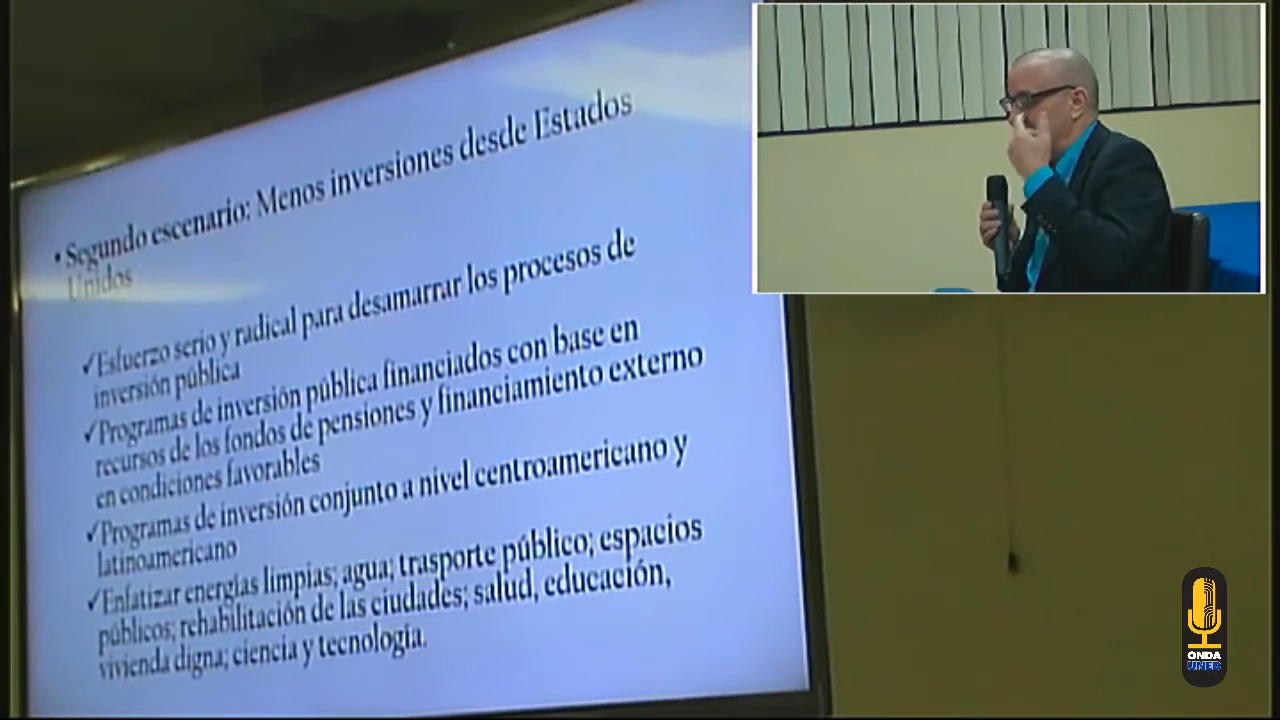 • Segundo escenario: Menos inversiones desde Estados
Unidos
✓Esfuerzo serio y radical para desamarrar los procesos de
inversión pública
✓Programas de inversión pública financiados con base en
recursos de los fondos de pensiones y financiamiento externo
en condiciones favorables
✓Programas de inversión conjunto a nivel centroamericano y
latinoamericano
✓Enfatizar energías limpias; agua; trasporte público; espacios
públicos; rehabilitación de las ciudades; salud, educación,
vivienda digna; ciencia y tecnología.
ONDA
UNED